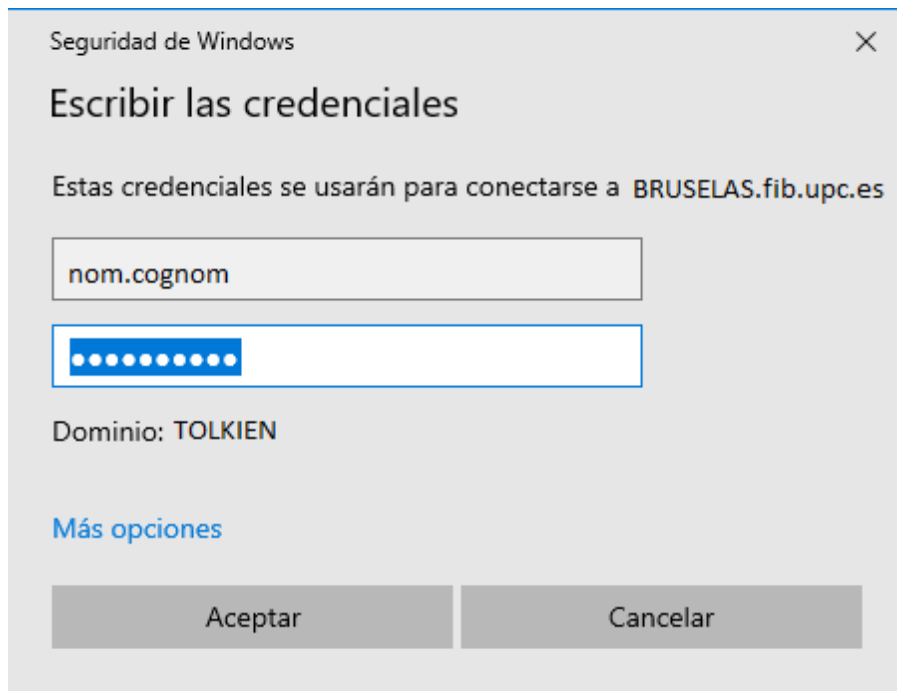 Seguridad de Windows
Escribir las credenciales
Estas credenciales se usarán para conectarse a BRUSELAS.fib.upc.es
nom.cognom
●●●●●●●●●●
Dominio: TOLKIEN
Más opciones
Aceptar Cancelar